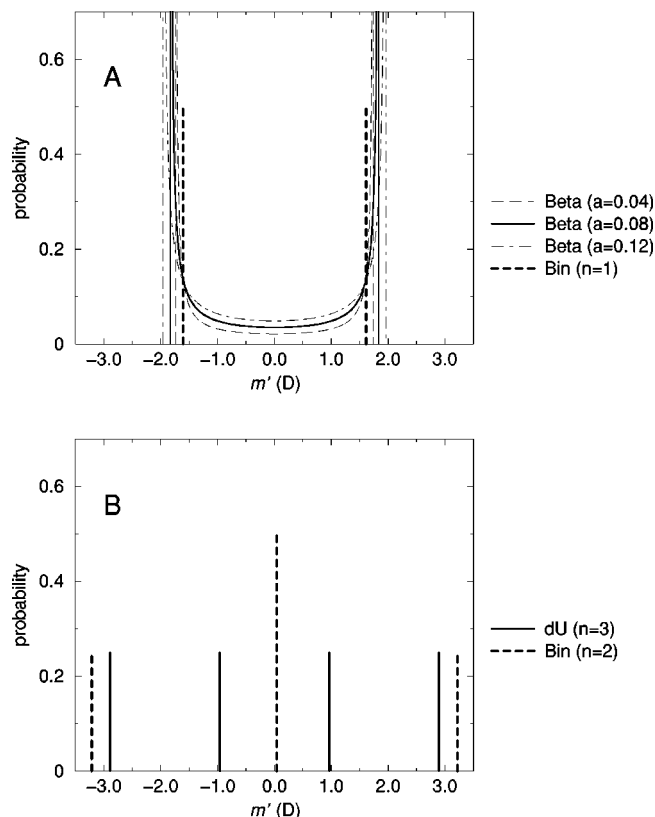 A
0.6
0.4
0.2
0
probability
−3.0 −2.0 −1.0 0.0 1.0 2.0 3.0
m' (D)
Beta (a=0.04)
Beta (a=0.08)
Beta (a=0.12)
Bin (n=1)
B
0.6
0.4
0.2
0
probability
−3.0 −2.0 −1.0 0.0 1.0 2.0 3.0
m' (D)
dU (n=3)
Bin (n=2)